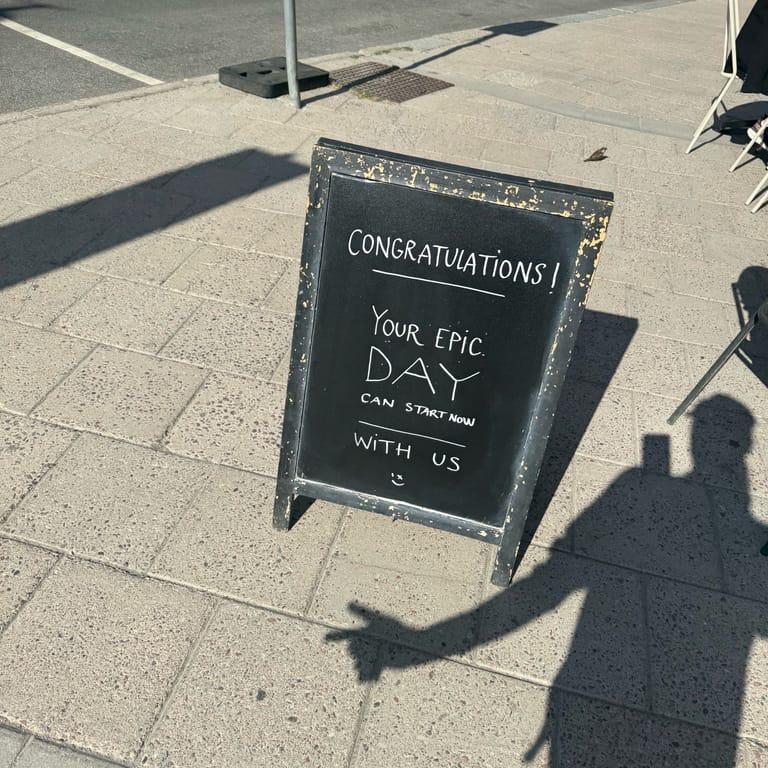 CONGRATULATIONS!
YOUR EPIC
DAY
CAN START NOW
WITH US